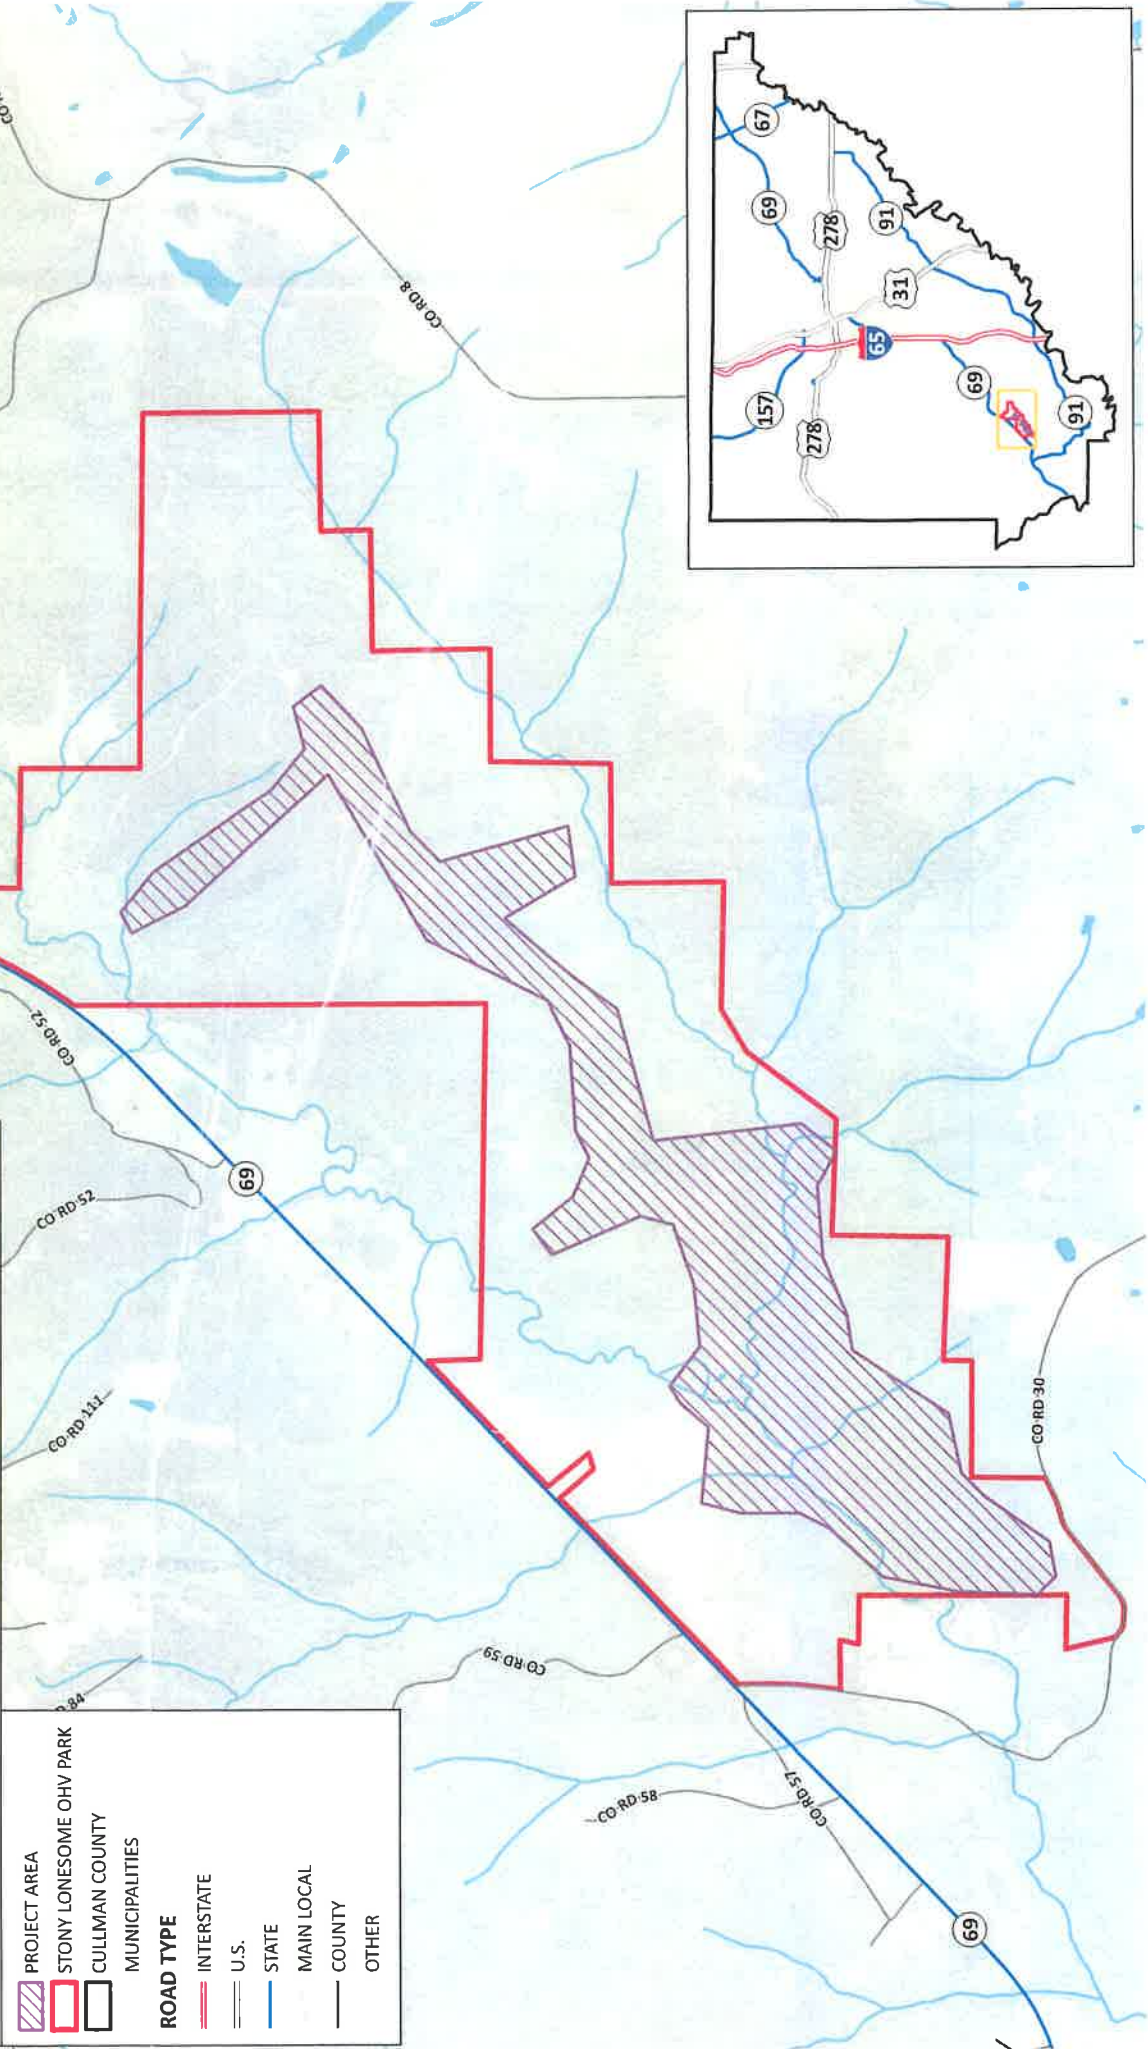 PROJECT AREA
STONY LONESOME OHV PARK
CULLMAN COUNTY
MUNICIPALITIES
ROAD TYPE
INTERSTATE
U.S.
STATE
MAIN LOCAL
COUNTY
OTHER
CO RD 52
CO RD 52
69
CO RD 111
CO RD 59
CO RD 58
CO RD 57
69
CO RD 30
CO RD 8
67
69
278
91
31
65
157
278
69
91